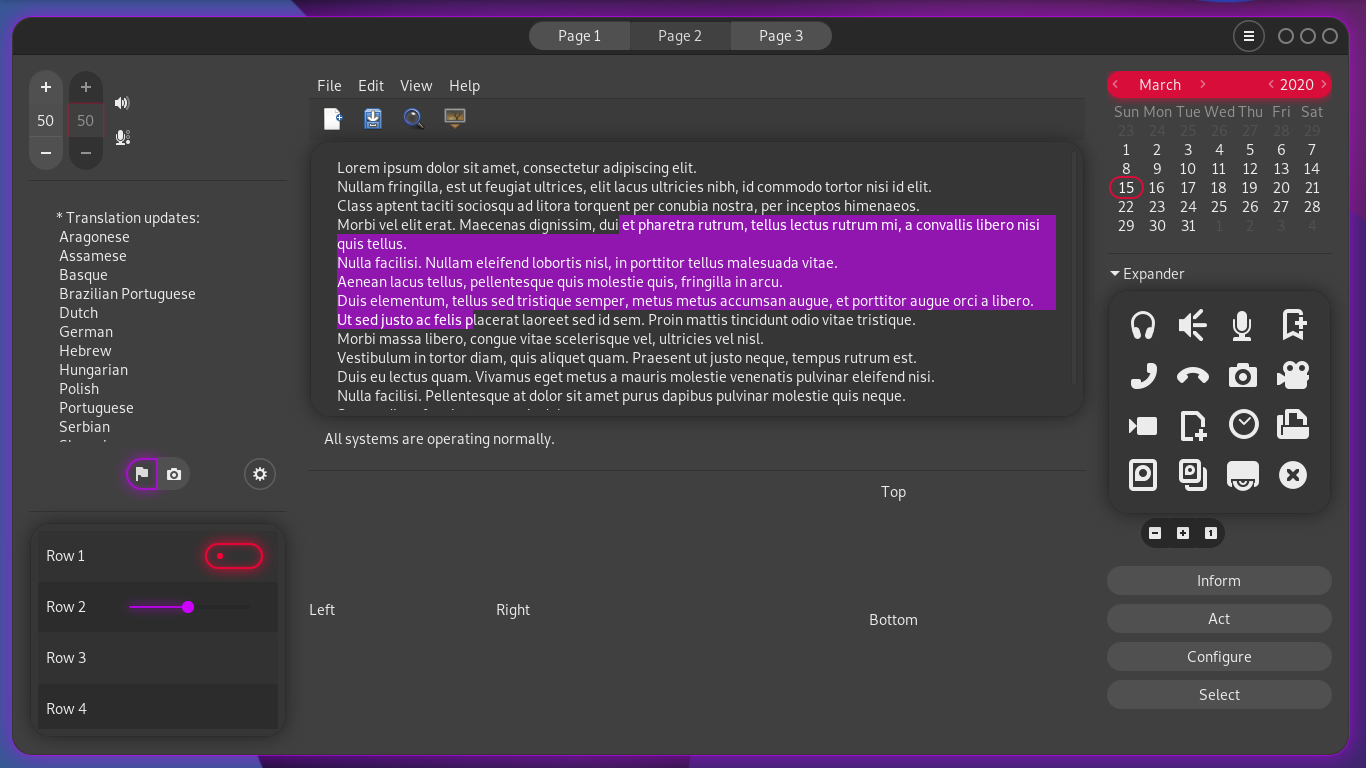 Page 1 Page 2 Page 3
+ +
50 50
− −
* Translation updates:
Aragonese
Assamese
Basque
Brazilian Portuguese
Dutch
German
Hebrew
Hungarian
Polish
Portuguese
Serbian
Row 1
Row 2
Row 3
Row 4
File Edit View Help
Lorem ipsum dolor sit amet, consectetur adipiscing elit.
Nullam fringilla, est ut feugiat ultrices, elit lacus ultricies nibh, id commodo tortor nisi id elit.
Class aptent taciti sociosqu ad litora torquent per conubia nostra, per inceptos himenaeos.
Morbi vel elit erat. Maecenas dignissim, dui et pharetra rutrum, tellus lectus rutrum mi, a convallis libero nisi
quis tellus.
Nulla facilisi. Nullam eleifend lobortis nisl, in porttitor tellus malesuada vitae.
Aenean lacus tellus, pellentesque quis molestie quis, fringilla in arcu.
Duis elementum, tellus sed tristique semper, metus metus accumsan augue, et porttitor augue orci a libero.
Ut sed justo ac felis placerat laoreet sed id sem. Proin mattis tincidunt odio vitae tristique.
Morbi massa libero, congue vitae scelerisque vel, ultricies vel nisl.
Vestibulum in tortor diam, quis aliquet quam. Praesent ut justo neque, tempus rutrum est.
Duis eu lectus quam. Vivamus eget metus a mauris molestie venenatis pulvinar eleifend nisi.
Nulla facilisi. Pellentesque at dolor sit amet purus dapibus pulvinar molestie quis neque.
All systems are operating normally.
Top
Left Right
Bottom
March 2020
Sun Mon Tue Wed Thu Fri Sat
23 24 25 26 27 28 29
1 2 3 4 5 6 7
8 9 10 11 12 13 14
15 16 17 18 19 20 21
22 23 24 25 26 27 28
29 30 31 1 2 3 4
Expander
1
Inform
Act
Configure
Select